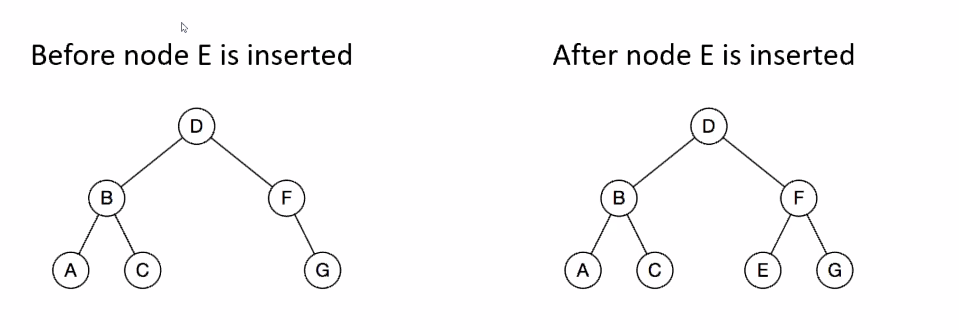 Before node E is inserted
After node E is inserted
D
B F
A C G
D
B F
A C E G